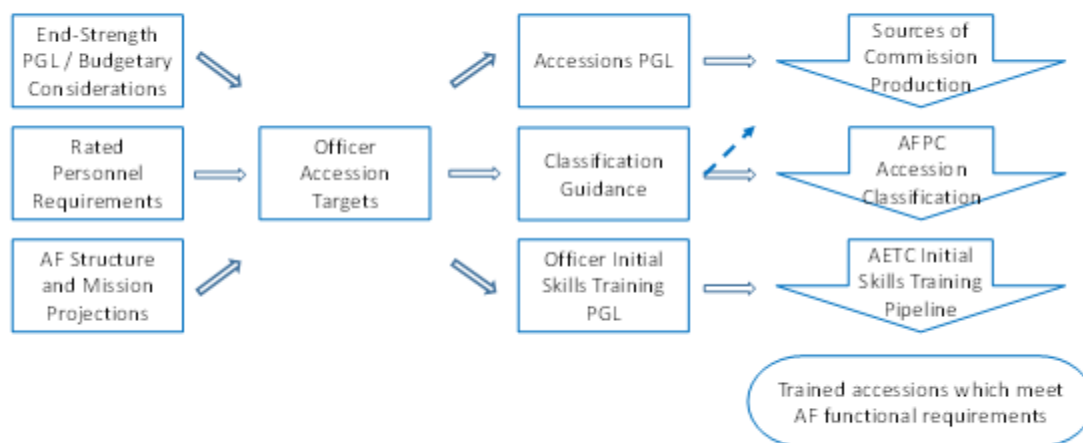 End-Strength
PGL / Budgetary
Considerations
Accessions PGL
Sources of
Commission
Production
Rated
Personnel
Requirements
Officer
Accession
Targets
Classification
Guidance
AFPC
Accession
Classification
AF Structure
and Mission
Projections
Officer Initial
Skills Training
PGL
AETC Initial
Skills Training
Pipeline
Trained accessions which meet
AF functional requirements